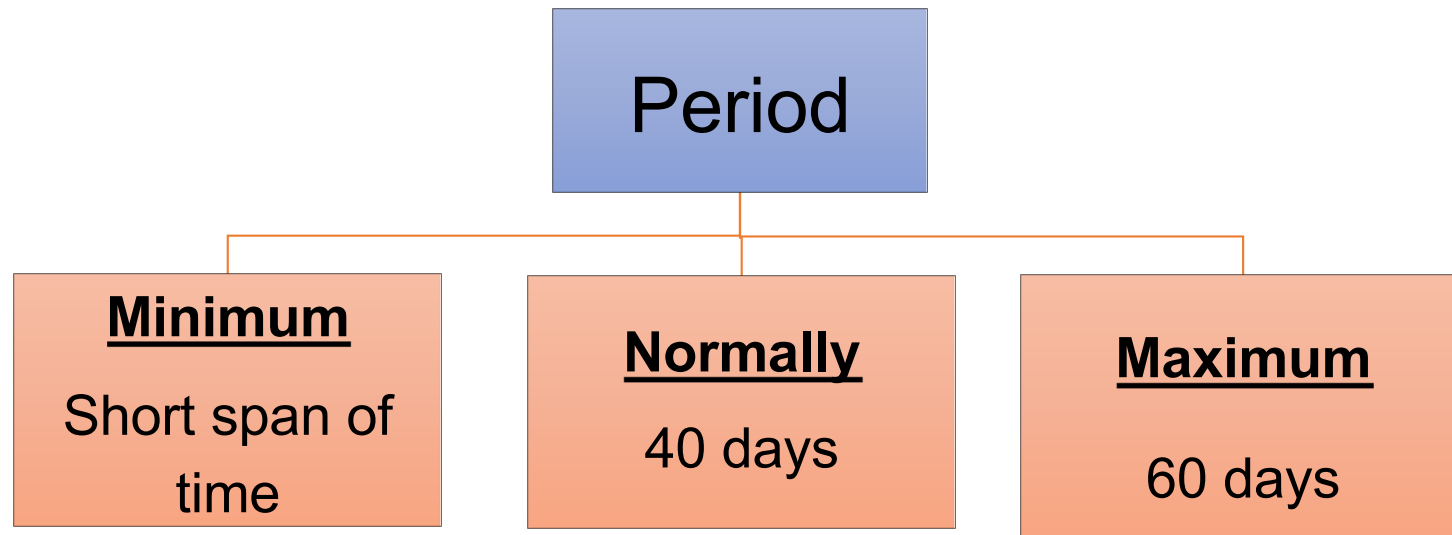 Period
Minimum
Short span of
time
Normally
40 days
Maximum
60 days